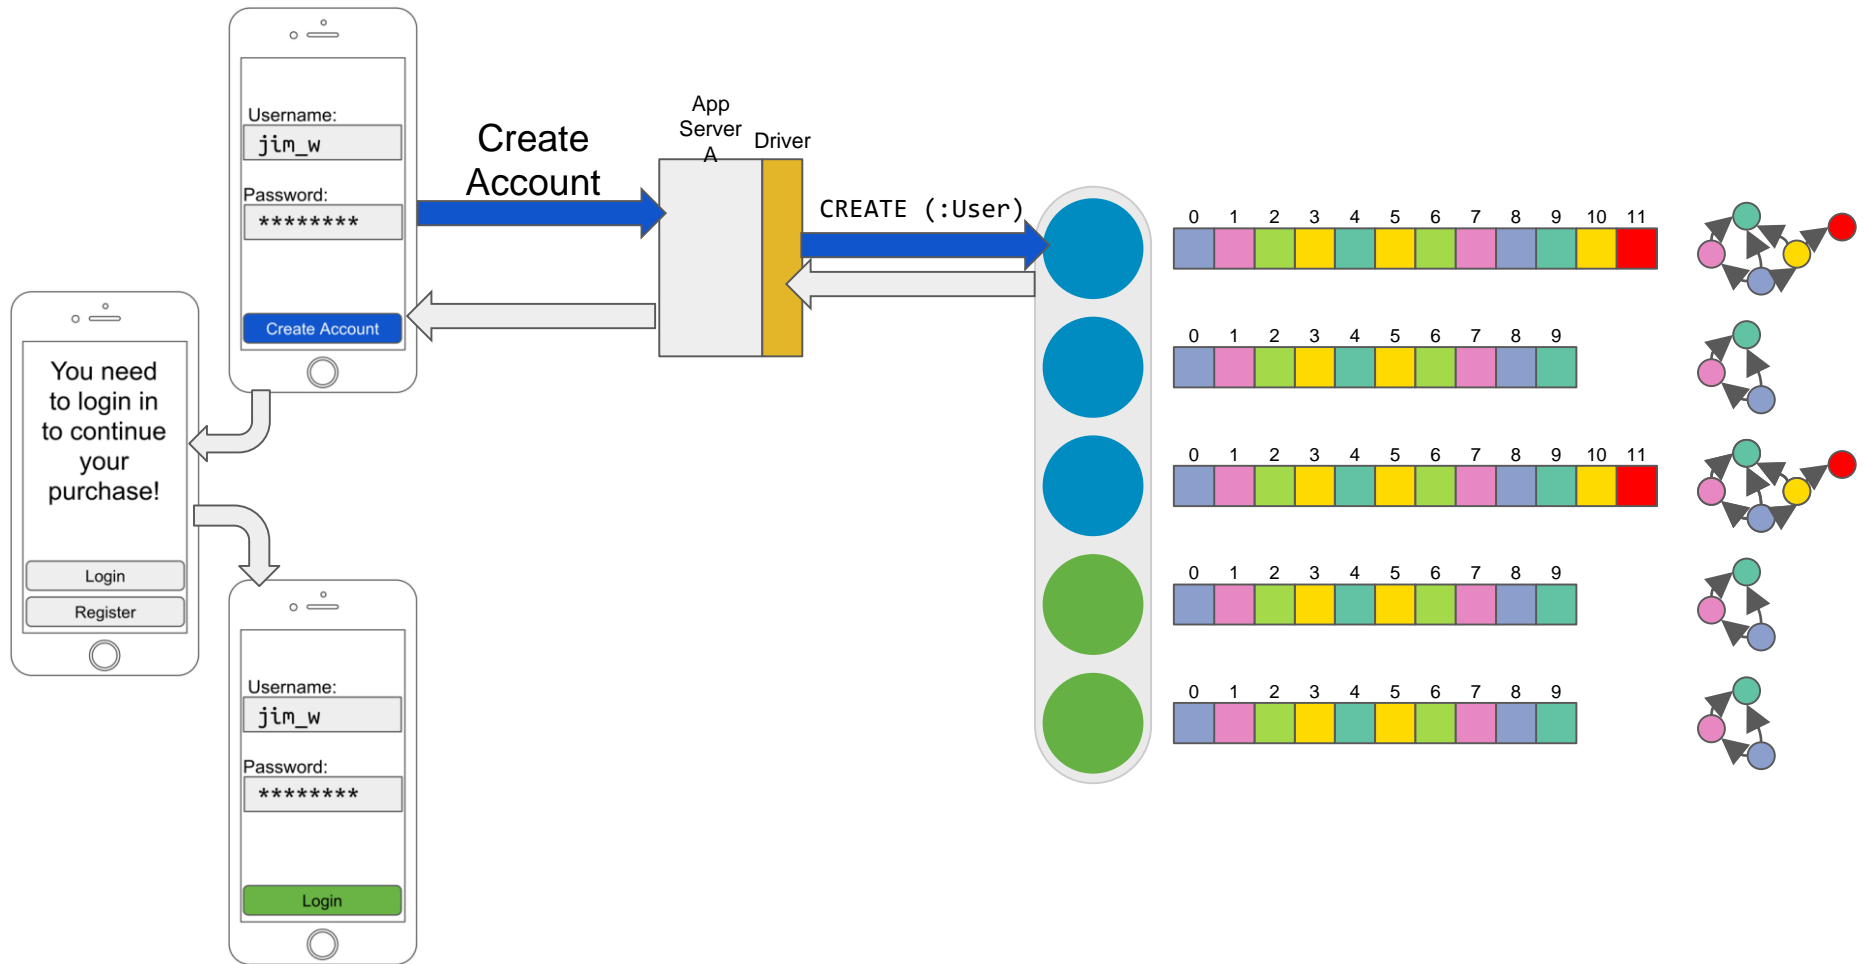 Username:
jim_w
Password:
********
Create Account
You need
to login in
to continue
your
purchase!
Login
Register
Username:
jim_w
Password:
********
Login
Create
Account
App
Server
A
Driver
CREATE (:User)
0 1 2 3 4 5 6 7 8 9 10 11
0 1 2 3 4 5 6 7 8 9
0 1 2 3 4 5 6 7 8 9 10 11
0 1 2 3 4 5 6 7 8 9
0 1 2 3 4 5 6 7 8 9